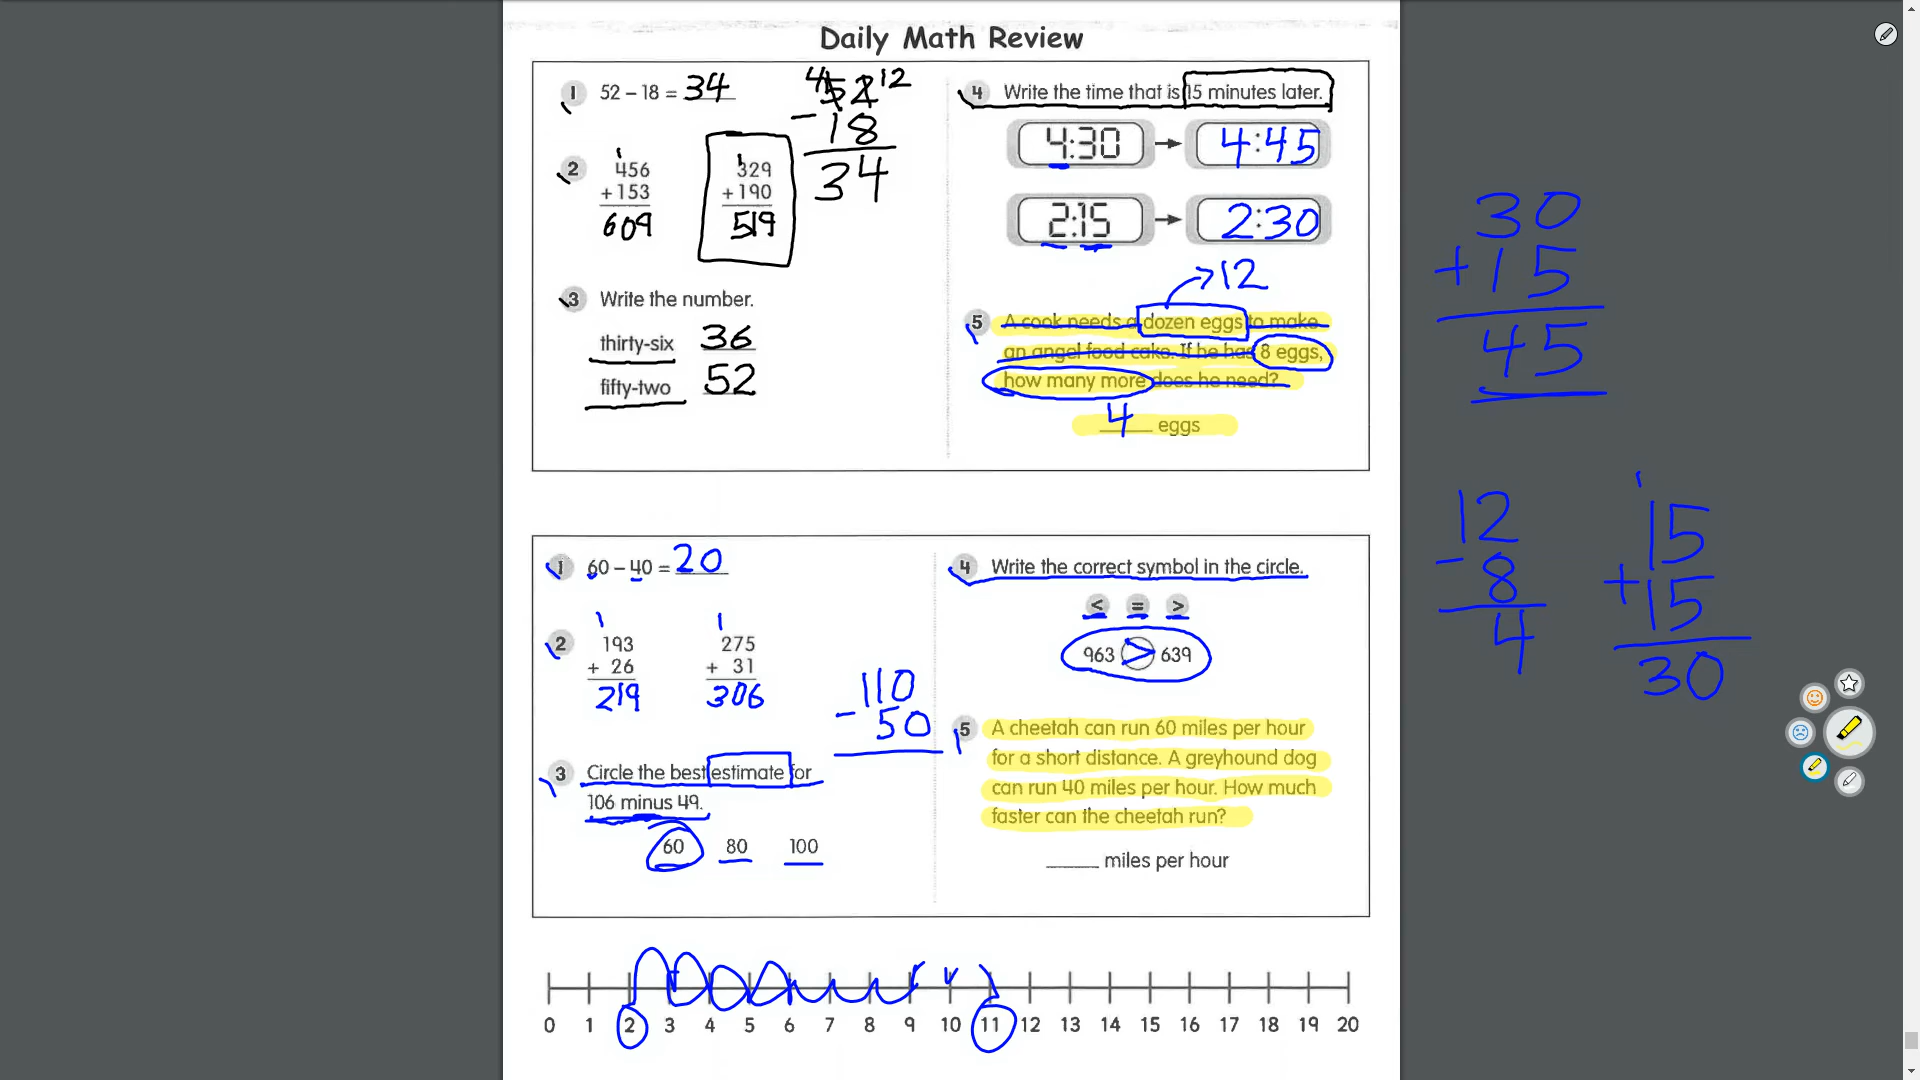 Daily Math Review
1 52 – 18 = 34
4 52 12
– 18
34
2
1
456
+ 153
609
1
329
+ 190
519
3 Write the number.
thirty-six 36
fifty-two 52
4 Write the time that is 15 minutes later.
4:30 → 4:45
2:15 → 2:30
12
5 A cook needs a dozen eggs to make
an angel food cake. If he has 8 eggs,
how many more does he need?
4 eggs
30
+ 15
45
12
– 8
4
1
15
+ 15
30
1 60 – 40 = 20
2
1
193
+ 26
219
1
275
+ 31
306
3 Circle the best estimate for
106 minus 49.
60 80 100
110
– 50
4 Write the correct symbol in the circle.
< = >
963 > 639
5 A cheetah can run 60 miles per hour
for a short distance. A greyhound dog
can run 40 miles per hour. How much
faster can the cheetah run?
_____ miles per hour
0 1 2 3 4 5 6 7 8 9 10 11 12 13 14 15 16 17 18 19 20